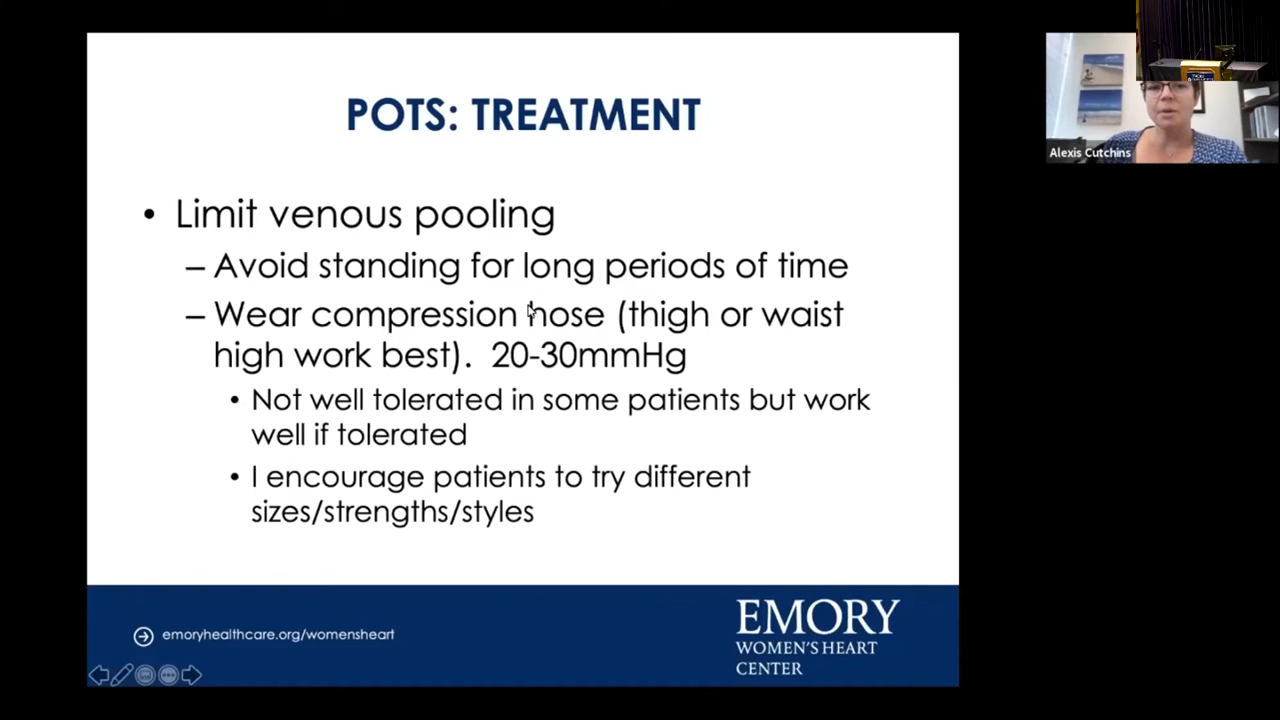 POTS: TREATMENT
• Limit venous pooling
– Avoid standing for long periods of time
– Wear compression hose (thigh or waist
high work best). 20-30mmHg
• Not well tolerated in some patients but work
well if tolerated
• I encourage patients to try different
sizes/strengths/styles
emoryhealthcare.org/womensheart
EMORY
WOMEN'S HEART
CENTER
Alexis Cutchins